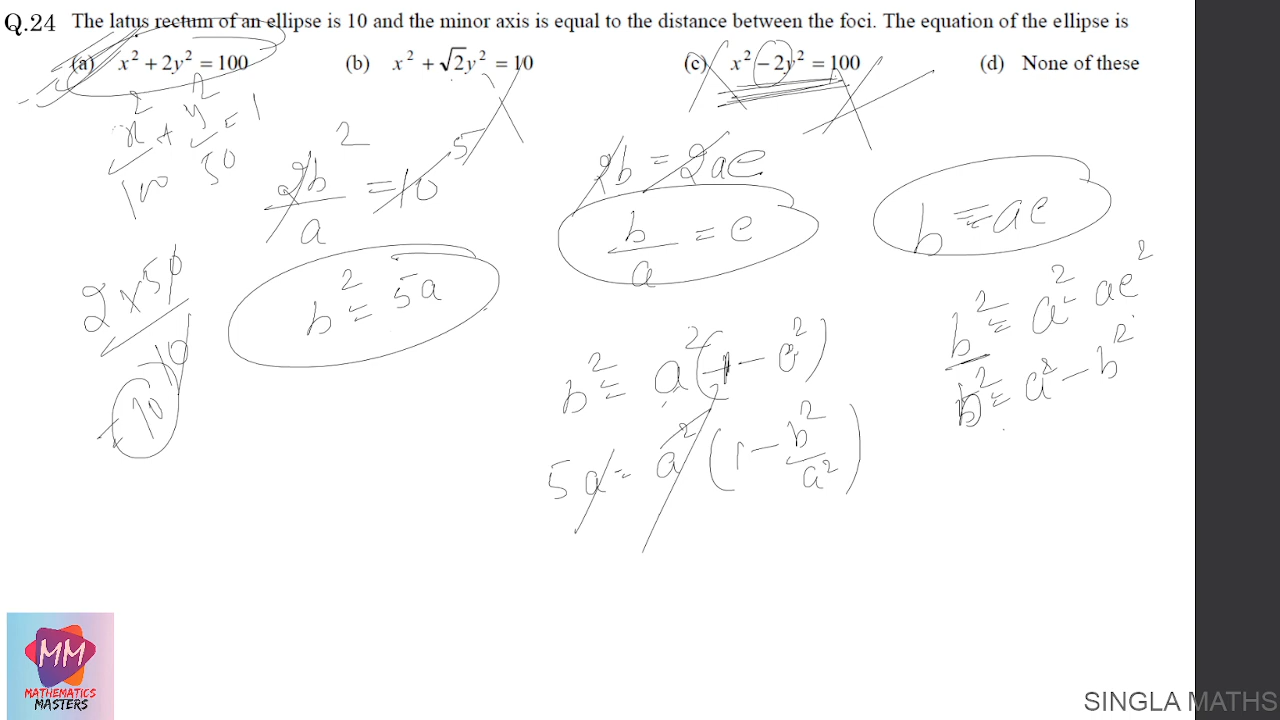 Q.24 The latus rectum of an ellipse is 10 and the minor axis is equal to the distance between the foci. The equation of the ellipse is
(a) x² + 2y² = 100 (b) x² + √2y² = 10 (c) x² − 2y² = 100 (d) None of these
x²/100 + y²/50 = 1
2b²/a = 10 5
2b = 2ae
b/a = e
b = ae
2 × 50
10
10
b² = 5a
b² = a²(1 − e²)
5a = a²(1 − b²/a²)
b² = a² − ae²
b² = a² − b²
MM
MATHEMATICS
MASTERS
SINGLA MATHS